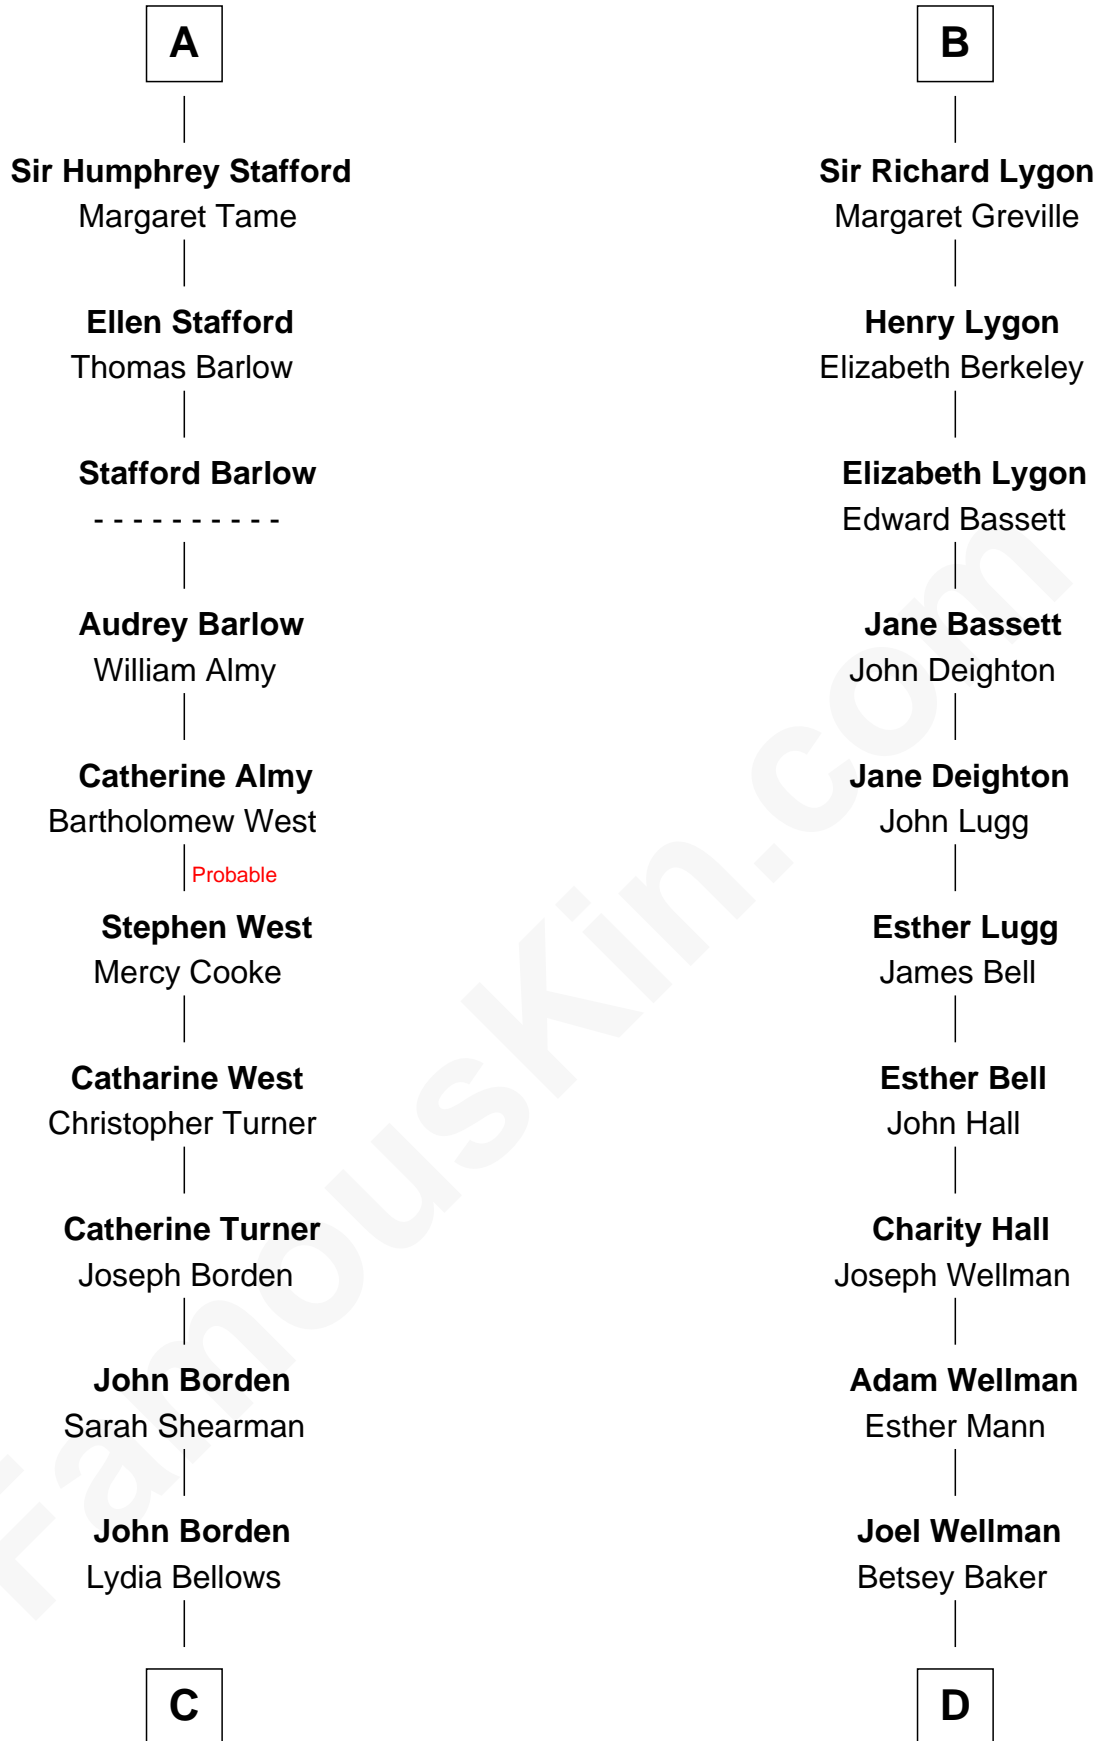 A
Sir Humphrey Stafford
Margaret Tame
Ellen Stafford
Thomas Barlow
Stafford Barlow
- - - - - - - - - -
Audrey Barlow
William Almy
Catherine Almy
Bartholomew West
Probable
Stephen West
Mercy Cooke
Catharine West
Christopher Turner
Catherine Turner
Joseph Borden
John Borden
Sarah Shearman
John Borden
Lydia Bellows
C
B
Sir Richard Lygon
Margaret Greville
Henry Lygon
Elizabeth Berkeley
Elizabeth Lygon
Edward Bassett
Jane Bassett
John Deighton
Jane Deighton
John Lugg
Esther Lugg
James Bell
Esther Bell
John Hall
Charity Hall
Joseph Wellman
Adam Wellman
Esther Mann
Joel Wellman
Betsey Baker
D
FamousKin.com